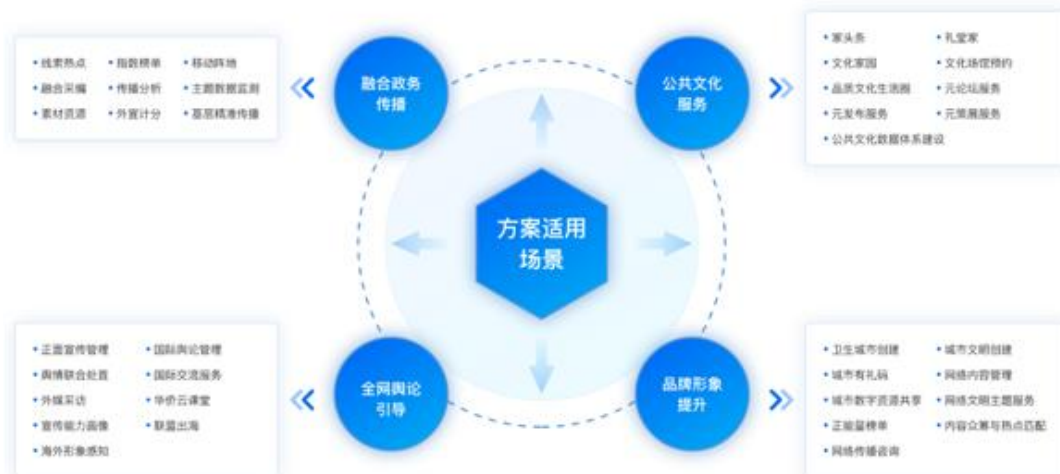 融合政务
传播
• 线索热点 • 指数榜单 • 移动阵地
• 融合采编 • 传播分析 • 主题数据监测
• 素材资源 • 外宣计分 • 基层精准传播
公共文化
服务
• 家头条 • 礼堂家
• 文化家园 • 文化场馆预约
• 品质文化生活圈 • 元论坛服务
• 元发布服务 • 元策展服务
• 公共文化数据体系建设
方案适用
场景
全网舆论
引导
• 正面宣传管理 • 国际舆论管理
• 舆情联合处置 • 国际交流服务
• 外媒采访 • 华侨云课堂
• 宣传能力画像 • 联盟出海
• 海外形象感知
品牌形象
提升
• 卫生城市创建 • 城市文明创建
• 城市有礼码 • 网络内容管理
• 城市数字资源共享 • 网络文明主题服务
• 正能量榜单 • 内容众筹与热点匹配
• 网络传播咨询